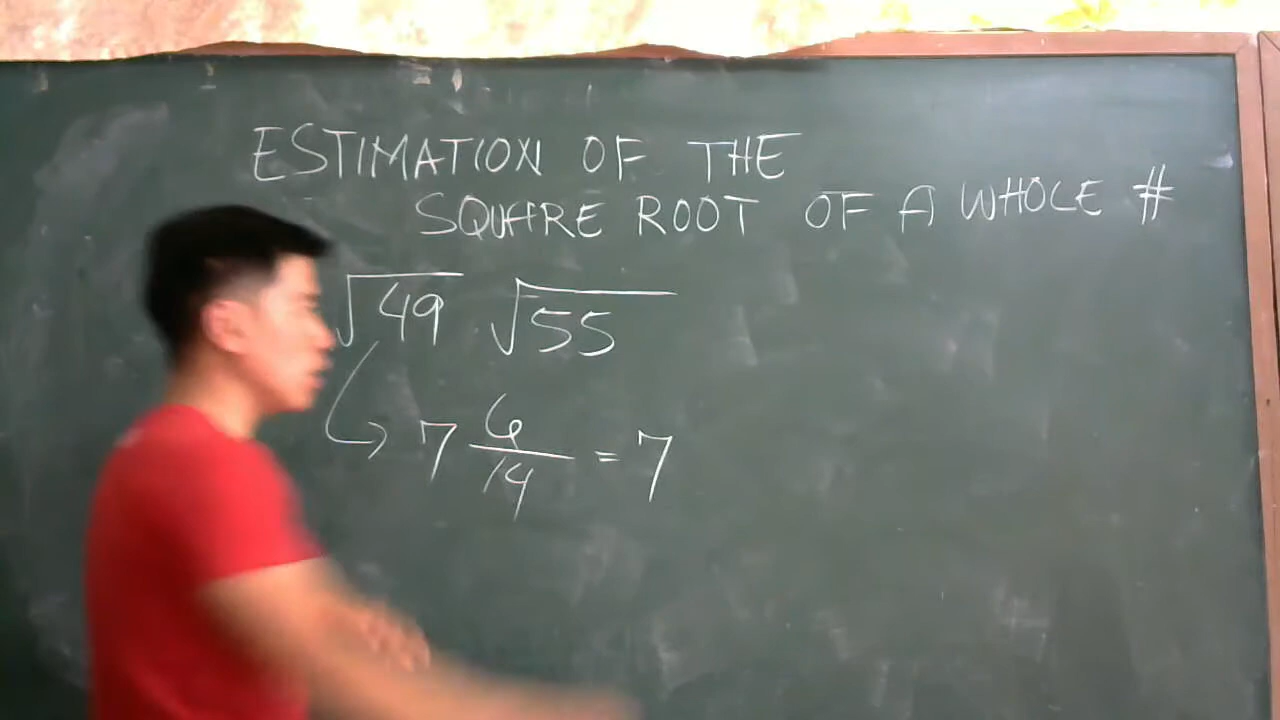 ESTIMATION OF THE
SQUARE ROOT OF A WHOLE #
√49 √55
7 6/14 = 7